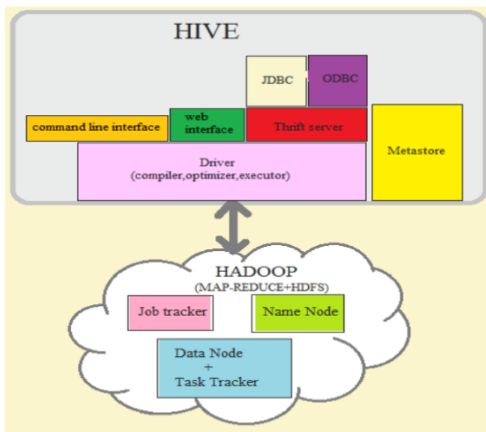 HIVE
JDBC
ODBC
command line interface
web
interface
Thrift server
Metastore
Driver
(compiler,optimizer,executor)
HADOOP
(MAP-REDUCE+HDFS)
Job tracker
Name Node
Data Node
+
Task Tracker